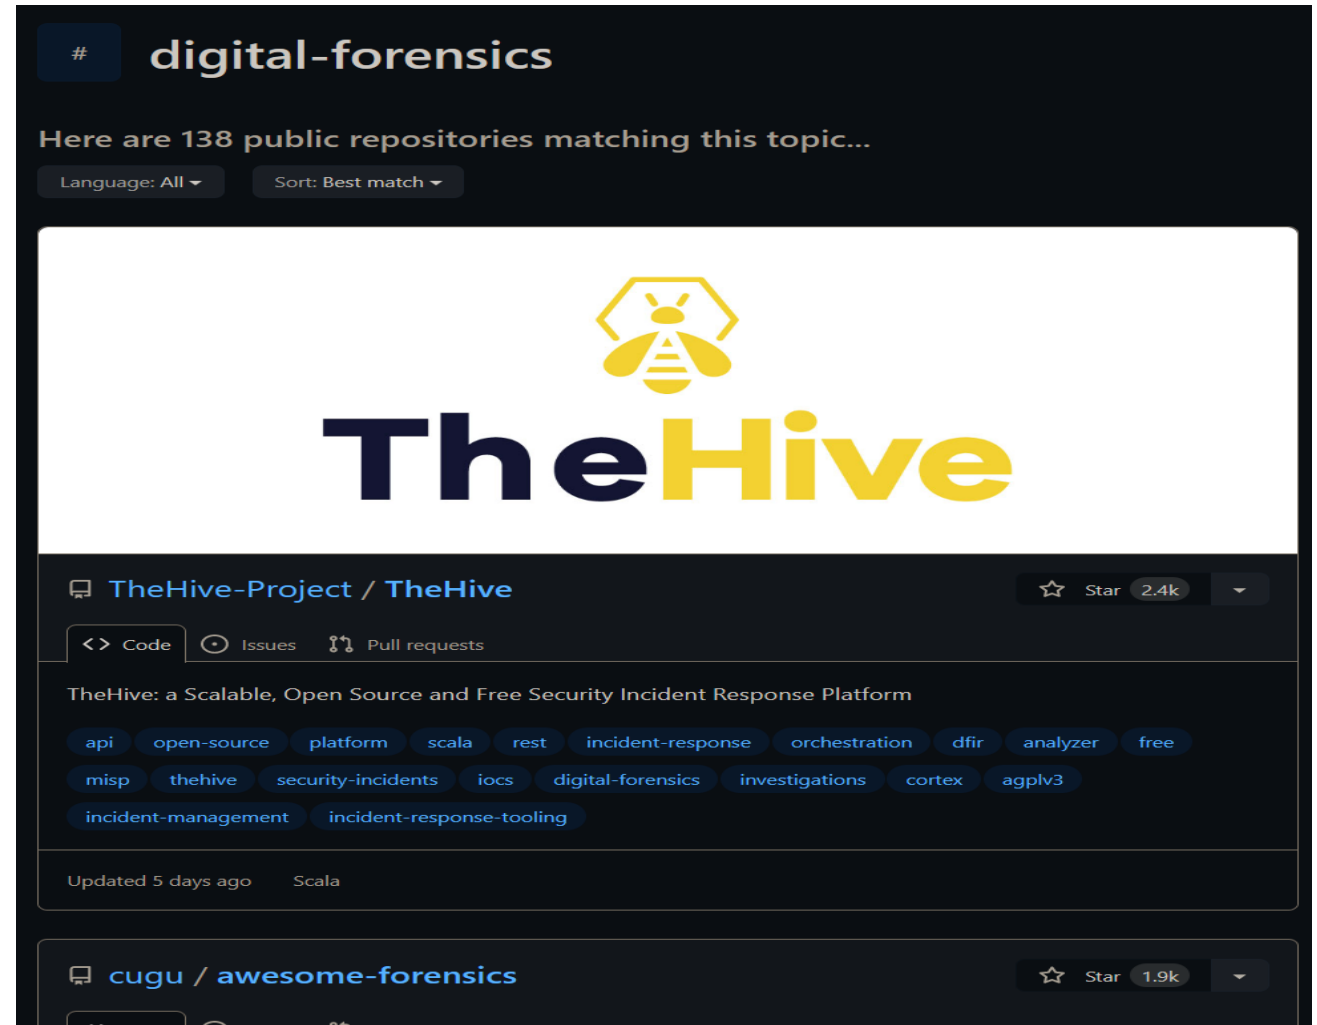 # digital-forensics
Here are 138 public repositories matching this topic...
Language: All Sort: Best match
TheHive
TheHive-Project / TheHive Star 2.4k
Code Issues Pull requests
TheHive: a Scalable, Open Source and Free Security Incident Response Platform
api open-source platform scala rest incident-response orchestration dfir analyzer free
misp thehive security-incidents iocs digital-forensics investigations cortex agplv3
incident-management incident-response-tooling
Updated 5 days ago Scala
cugu / awesome-forensics Star 1.9k